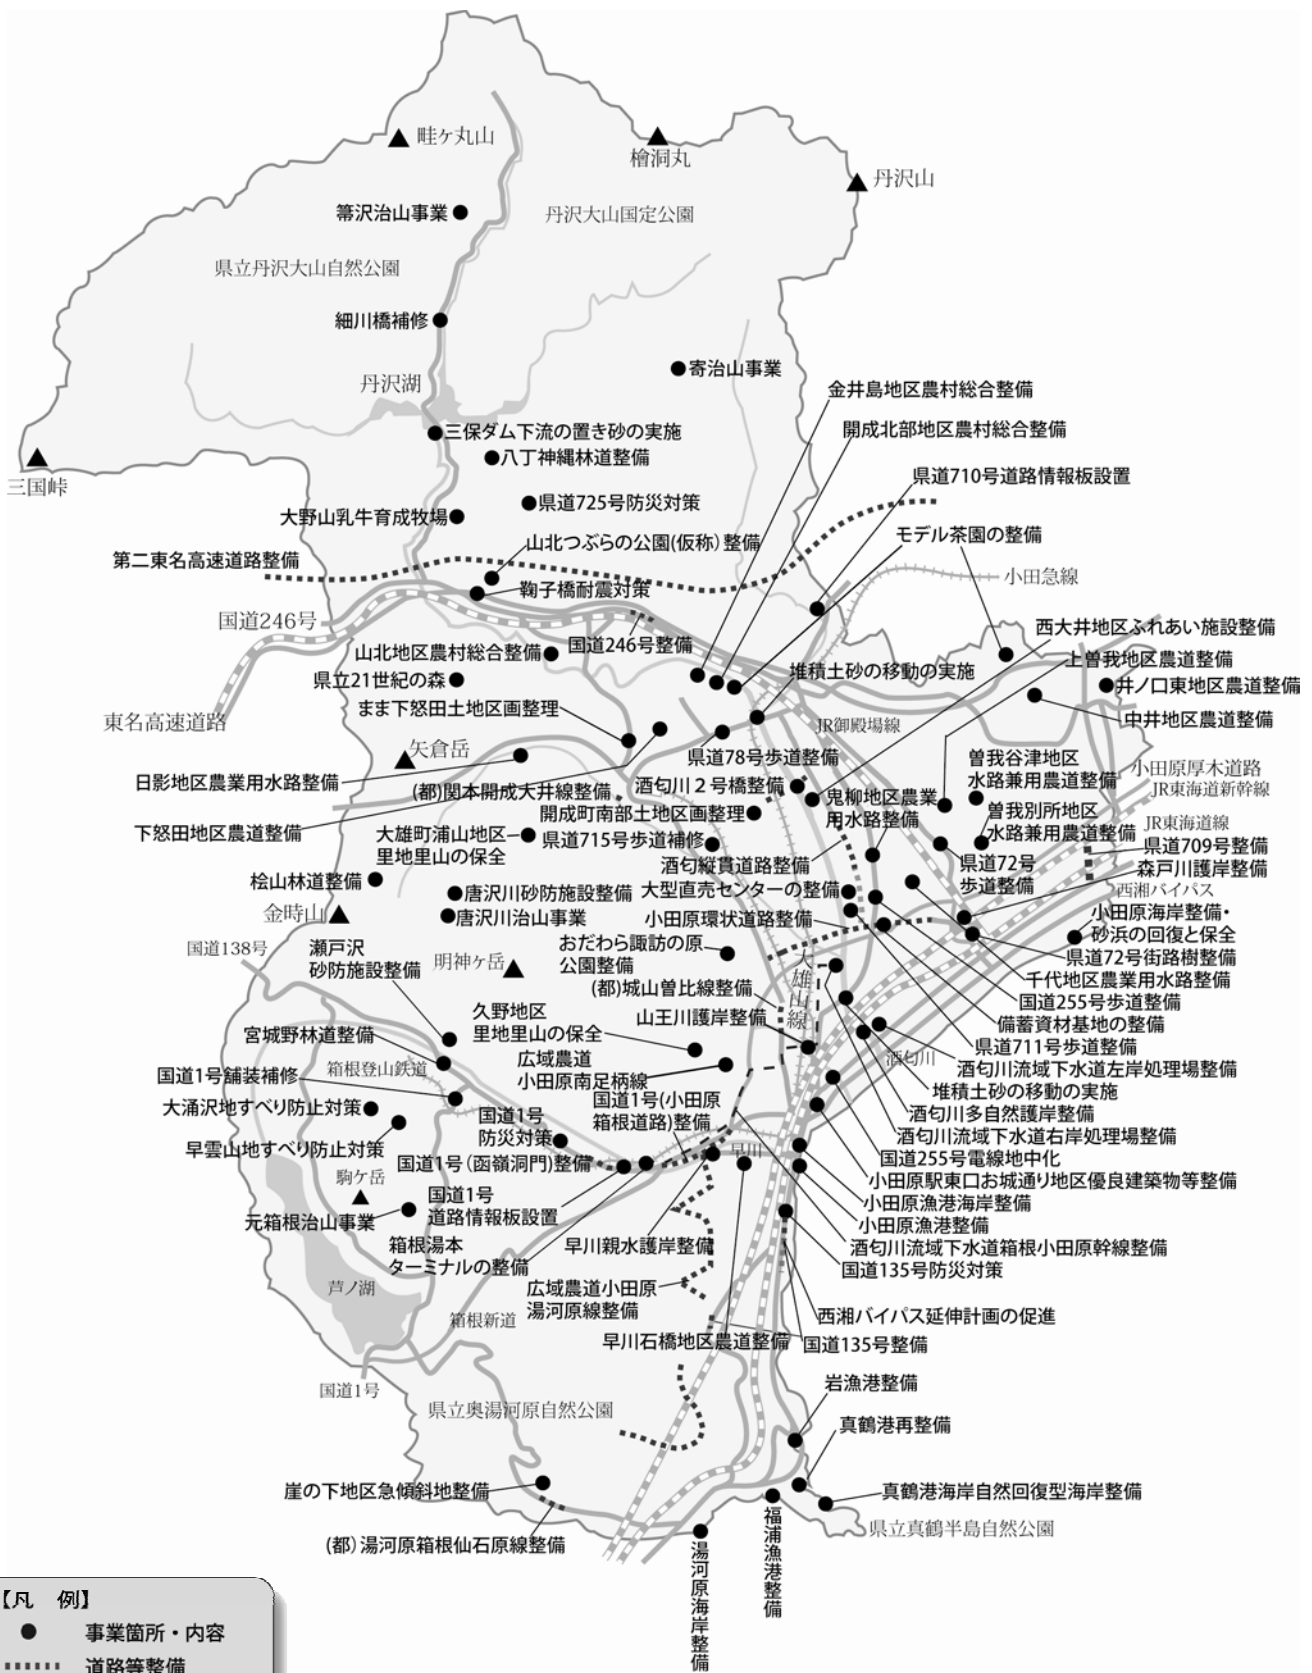 畦ヶ丸山
檜洞丸
丹沢山
箒沢治山事業
丹沢大山国定公園
県立丹沢大山自然公園
細川橋補修
寄治山事業
丹沢湖
金井島地区農村総合整備
三保ダム下流の置き砂の実施
開成北部地区農村総合整備
八丁神縄林道整備
三国峠
県道710号道路情報板設置
県道725号防災対策
大野山乳牛育成牧場
モデル茶園の整備
山北つぶらの公園(仮称)整備
第二東名高速道路整備
小田急線
鞠子橋耐震対策
国道246号
西大井地区ふれあい施設整備
国道246号整備
山北地区農村総合整備
上曽我地区農道整備
堆積土砂の移動の実施
県立21世紀の森
井ノ口東地区農道整備
まま下怒田土地区画整理
東名高速道路
JR御殿場線
中井地区農道整備
矢倉岳
県道78号歩道整備
曽我谷津地区
水路兼用農道整備
小田原厚木道路
日影地区農業用水路整備
(都)関本開成大井線整備
酒匂川２号橋整備
JR東海道新幹線
鬼柳地区農業
用水路整備
開成町南部土地区画整理
曽我別所地区
水路兼用農道整備
JR東海道線
下怒田地区農道整備
大雄町浦山地区
里地里山の保全
県道715号歩道補修
県道709号整備
酒匂縦貫道路整備
県道72号
歩道整備
森戸川護岸整備
桧山林道整備
唐沢川砂防施設整備
大型直売センターの整備
西湘バイパス
金時山
唐沢川治山事業
小田原環状道路整備
小田原海岸整備・
砂浜の回復と保全
国道138号
瀬戸沢
砂防施設整備
明神ヶ岳
おだわら諏訪の原
公園整備
大雄山線
県道72号街路樹整備
千代地区農業用水路整備
(都)城山曽比線整備
国道255号歩道整備
久野地区
里地里山の保全
山王川護岸整備
備蓄資材基地の整備
宮城野林道整備
県道711号歩道整備
酒匂川
広域農道
小田原南足柄線
箱根登山鉄道
酒匂川流域下水道左岸処理場整備
国道1号舗装補修
堆積土砂の移動の実施
大涌沢地すべり防止対策
国道1号(小田原
箱根道路)整備
酒匂川多自然護岸整備
国道1号
防災対策
酒匂川流域下水道右岸処理場整備
早雲山地すべり防止対策
早川
国道1号(函嶺洞門)整備
国道255号電線地中化
駒ケ岳
小田原駅東口お城通り地区優良建築物等整備
国道1号
道路情報板設置
小田原漁港海岸整備
元箱根治山事業
小田原漁港整備
箱根湯本
ターミナルの整備
早川親水護岸整備
酒匂川流域下水道箱根小田原幹線整備
国道135号防災対策
芦ノ湖
広域農道小田原
湯河原線整備
箱根新道
西湘バイパス延伸計画の促進
早川石橋地区農道整備
国道135号整備
国道1号
岩漁港整備
県立奥湯河原自然公園
真鶴港再整備
崖の下地区急傾斜地整備
真鶴港海岸自然回復型海岸整備
県立真鶴半島自然公園
(都)湯河原箱根仙石原線整備
福浦漁港整備
湯河原海岸整備
【凡　例】
事業箇所・内容
道路等整備